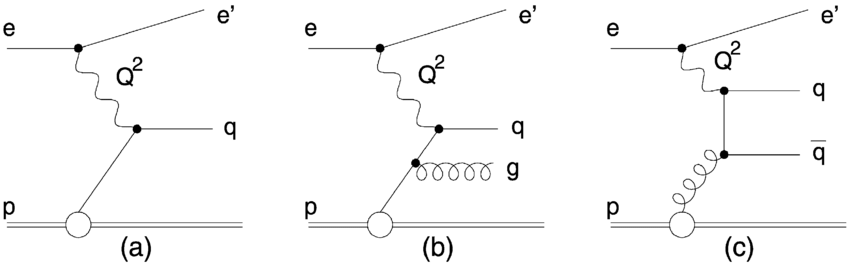 e e' Q² q p (a)
e e' Q² q g p (b)
e e' Q² q q̅ p (c)